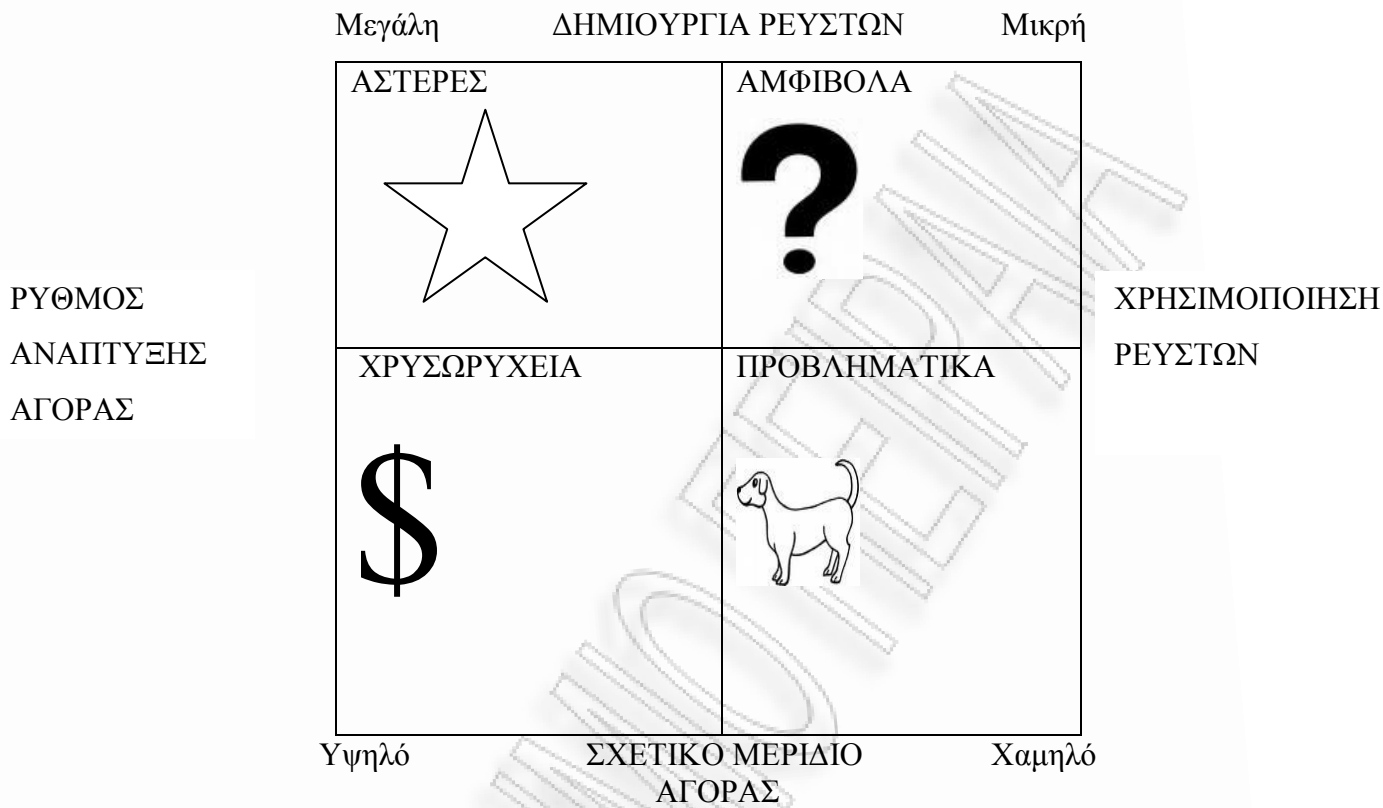 Μεγάλη ΔΗΜΙΟΥΡΓΙΑ ΡΕΥΣΤΩΝ Μικρή
ΑΣΤΕΡΕΣ ΑΜΦΙΒΟΛΑ
?
ΡΥΘΜΟΣ
ΑΝΑΠΤΥΞΗΣ
ΑΓΟΡΑΣ
ΧΡΗΣΙΜΟΠΟΙΗΣΗ
ΡΕΥΣΤΩΝ
ΧΡΥΣΩΡΥΧΕΙΑ ΠΡΟΒΛΗΜΑΤΙΚΑ
$
Υψηλό ΣΧΕΤΙΚΟ ΜΕΡΙΔΙΟ Χαμηλό
ΑΓΟΡΑΣ